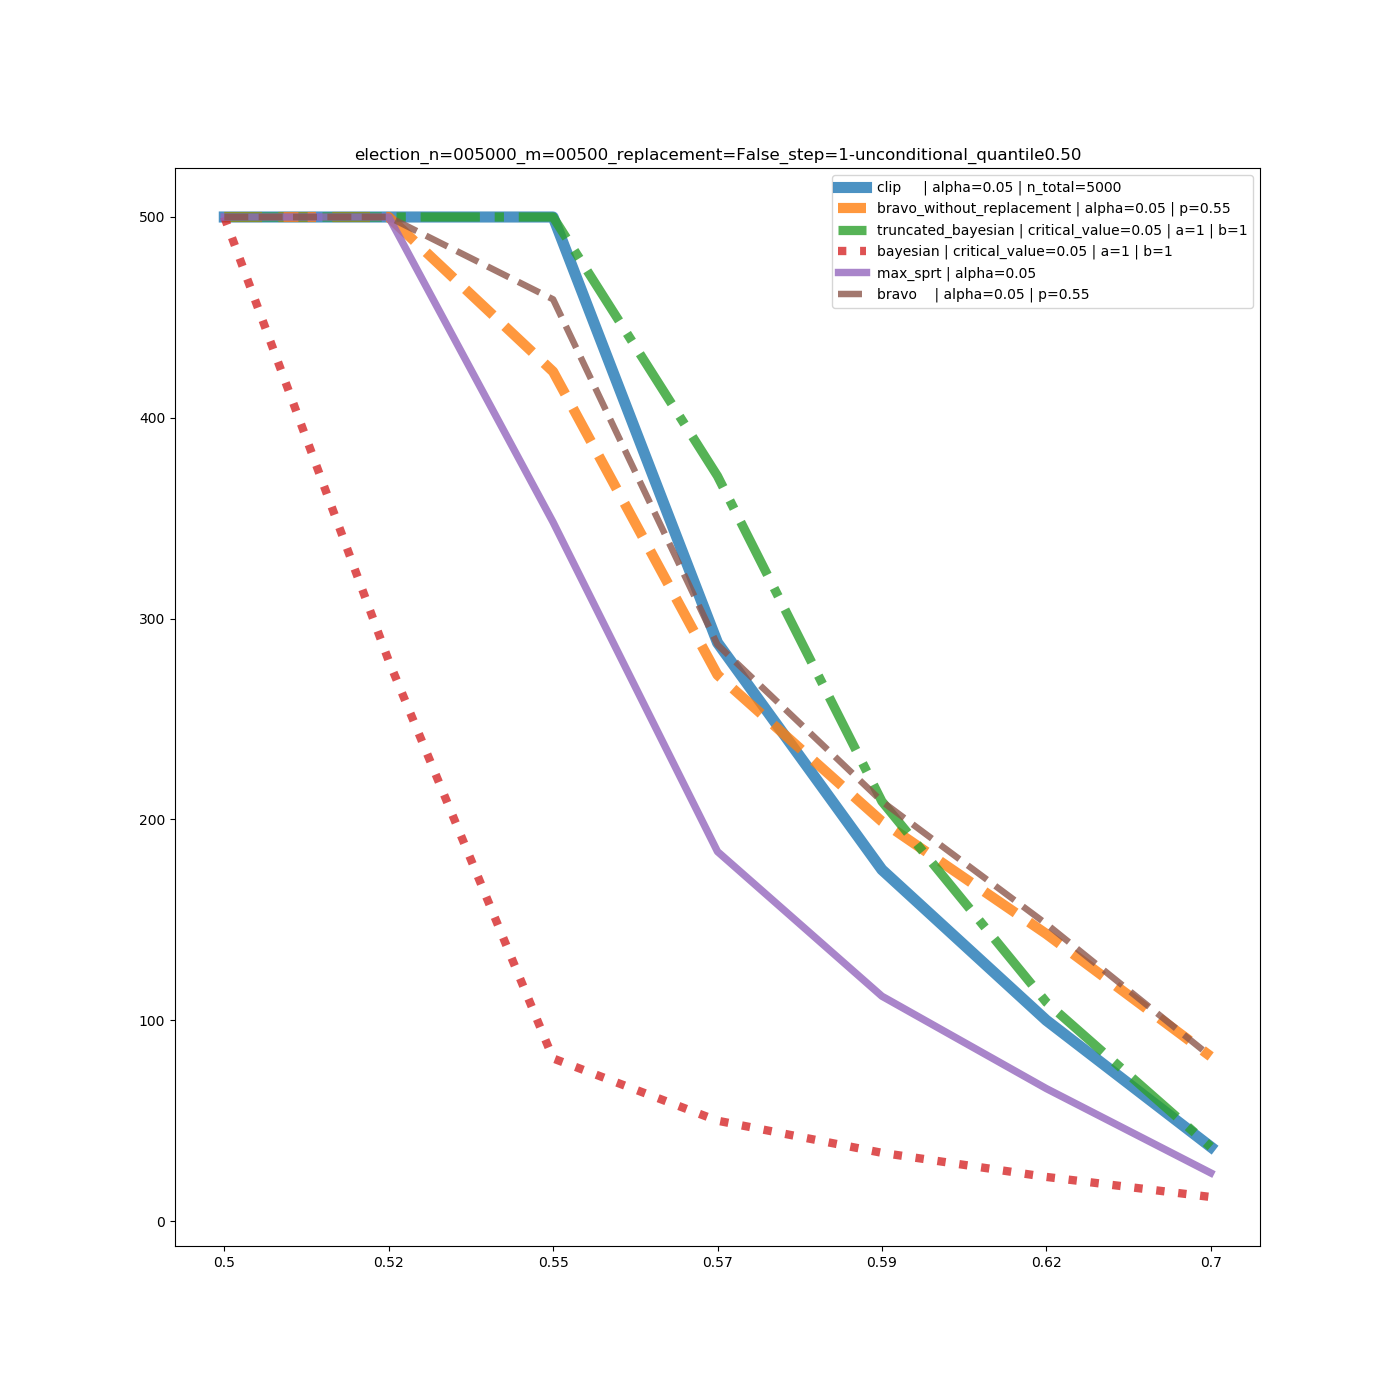 election_n=005000_m=00500_replacement=False_step=1-unconditional_quantile0.50
clip | alpha=0.05 | n_total=5000
bravo_without_replacement | alpha=0.05 | p=0.55
truncated_bayesian | critical_value=0.05 | a=1 | b=1
bayesian | critical_value=0.05 | a=1 | b=1
max_sprt | alpha=0.05
bravo | alpha=0.05 | p=0.55
500
400
300
200
100
0
0.5 0.52 0.55 0.57 0.59 0.62 0.7